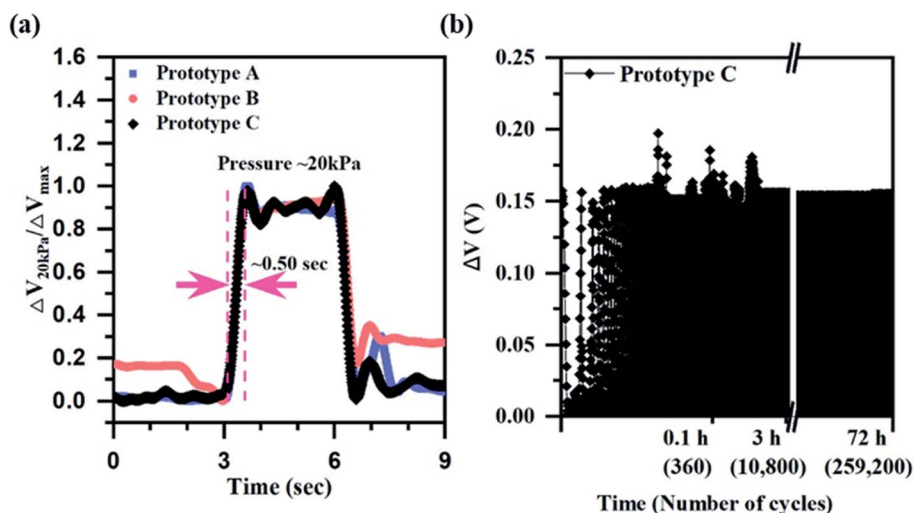 (a)
1.6
1.4
1.2
1.0
0.8
0.6
0.4
0.2
0.0
△V20kPa/△Vmax
Prototype A
Prototype B
Prototype C
Pressure ~20kPa
~0.50 sec
0 3 6 9
Time (sec)
(b)
0.25
0.20
0.15
0.10
0.05
0.00
ΔV (V)
Prototype C
0.1 h 3 h 72 h
(360) (10,800) (259,200)
Time (Number of cycles)